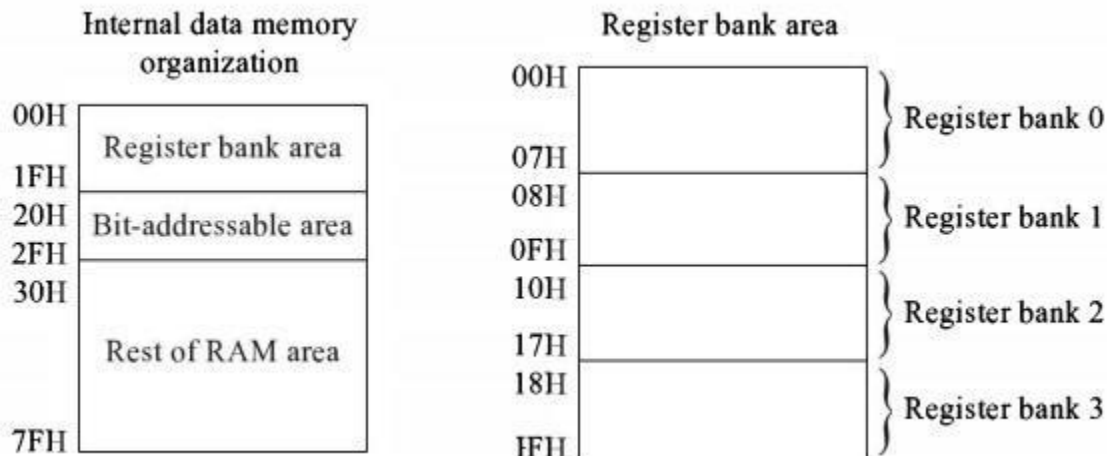 Internal data memory
organization
00H
Register bank area
1FH
20H
Bit-addressable area
2FH
30H
Rest of RAM area
7FH
Register bank area
00H
Register bank 0
07H
08H
Register bank 1
0FH
10H
Register bank 2
17H
18H
Register bank 3
1FH